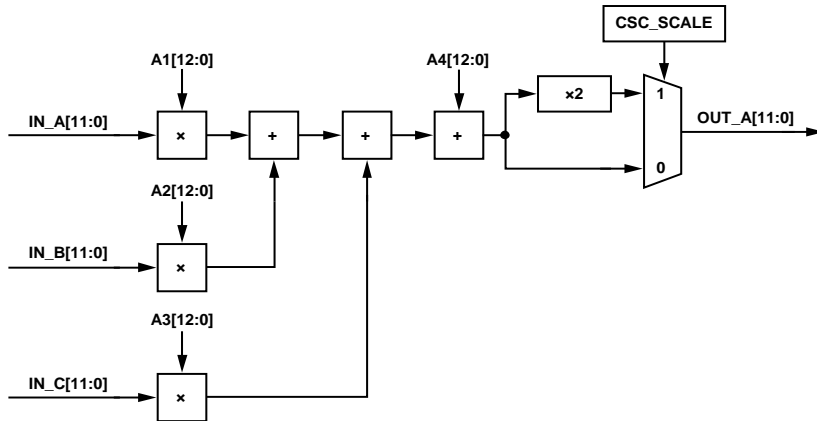 CSC_SCALE
A1[12:0]
A4[12:0]
×2
1
IN_A[11:0]
×
+
+
+
OUT_A[11:0]
0
A2[12:0]
IN_B[11:0]
×
A3[12:0]
IN_C[11:0]
×